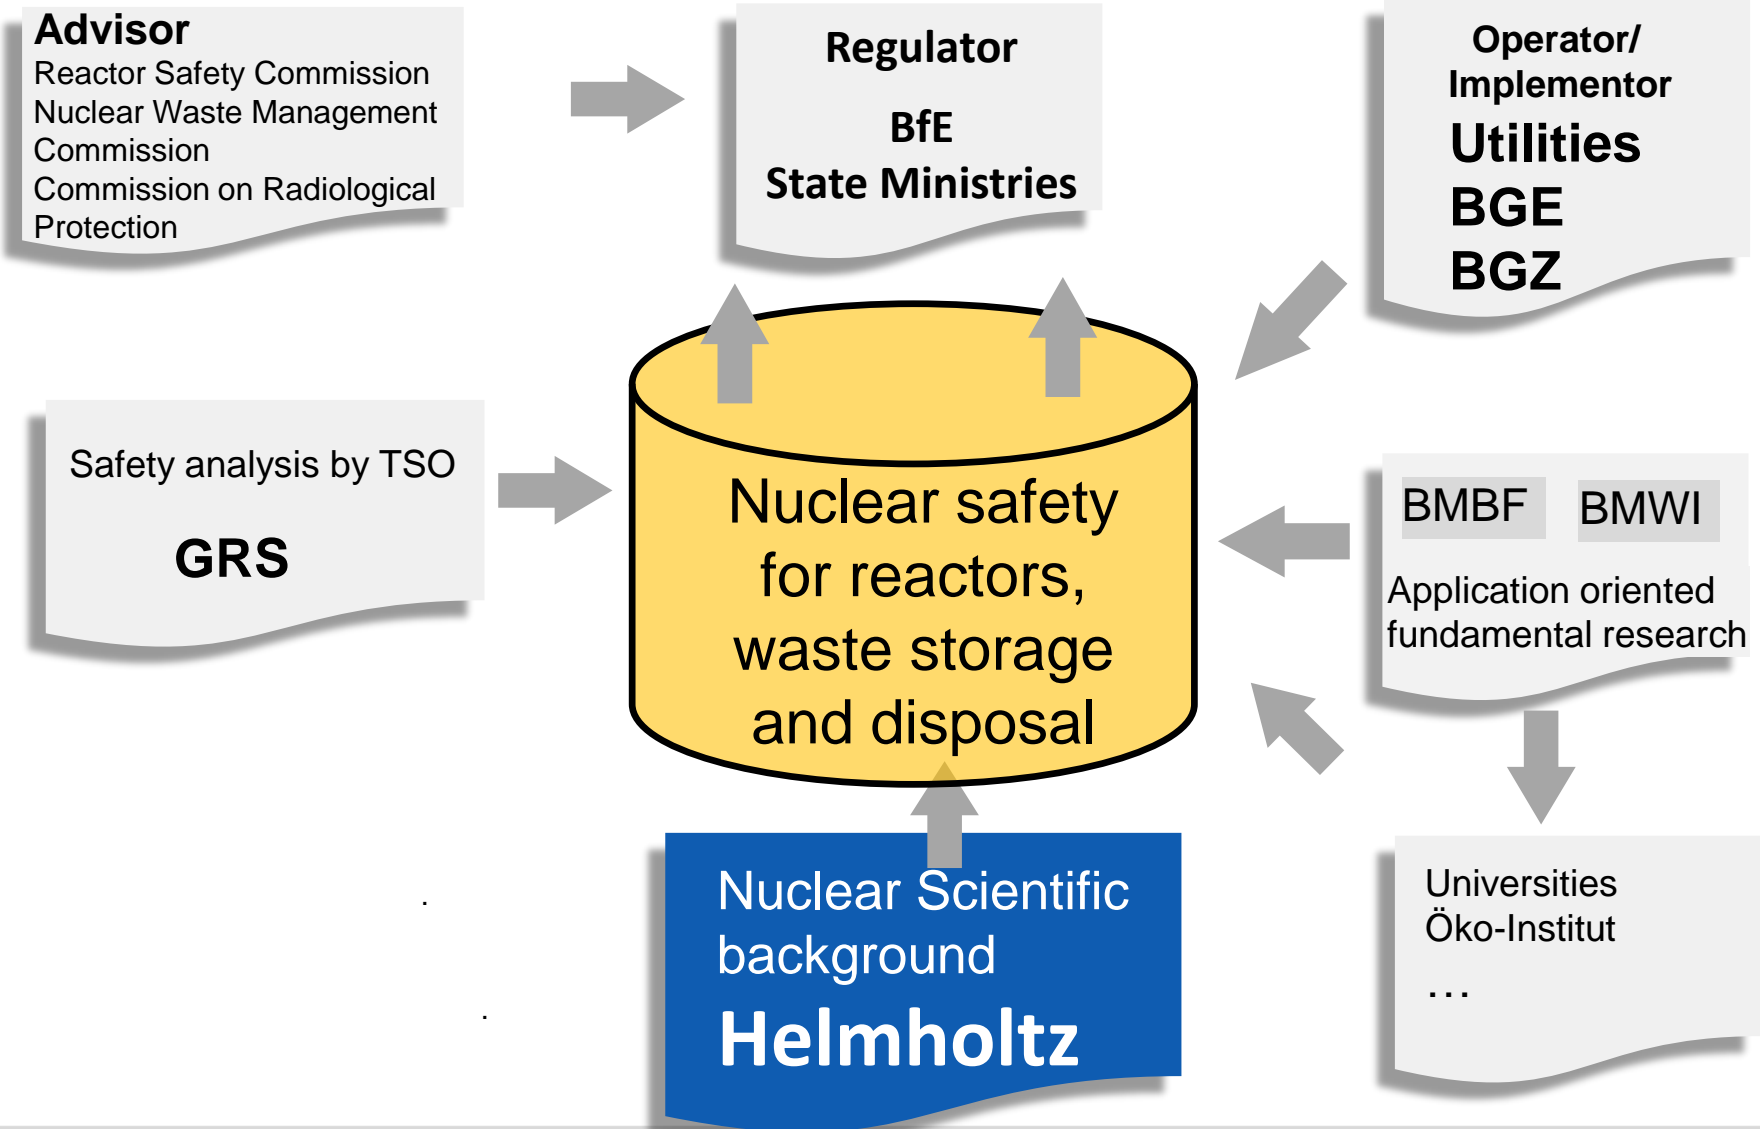 Advisor
Reactor Safety Commission
Nuclear Waste Management
Commission
Commission on Radiological
Protection
Regulator
BfE
State Ministries
Operator/
Implementor
Utilities
BGE
BGZ
Safety analysis by TSO
GRS
Nuclear safety
for reactors,
waste storage
and disposal
BMBF BMWI
Application oriented
fundamental research
Nuclear Scientific
background
Helmholtz
Universities
Öko-Institut
…
.
.